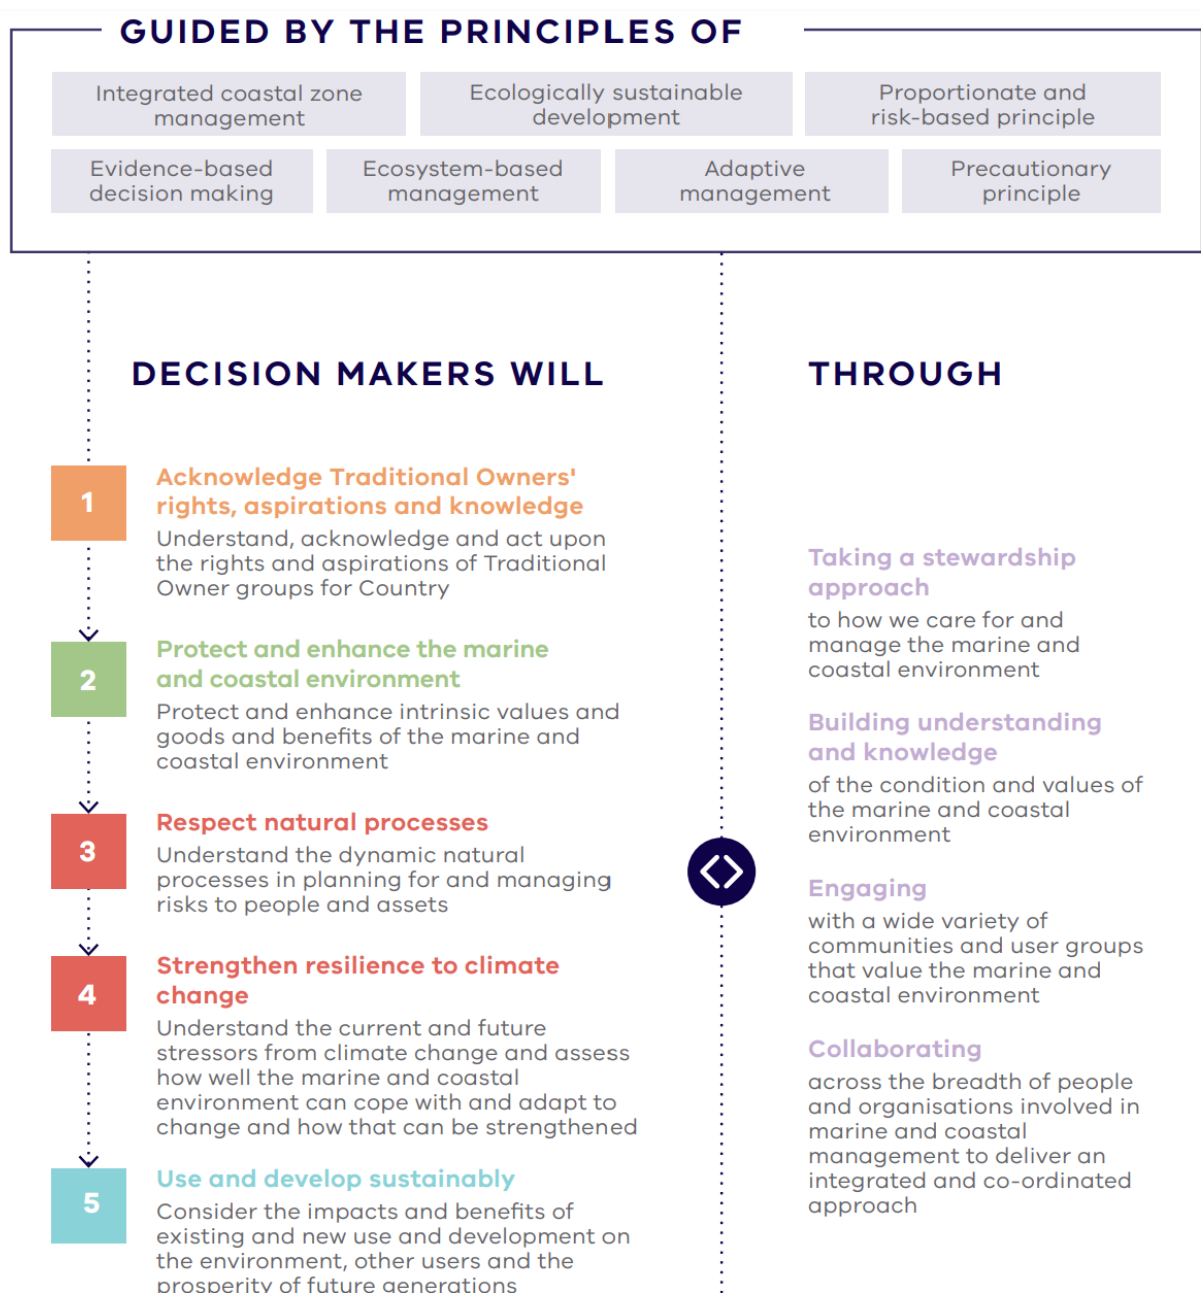 GUIDED BY THE PRINCIPLES OF
Integrated coastal zone
management
Ecologically sustainable
development
Proportionate and
risk-based principle
Evidence-based
decision making
Ecosystem-based
management
Adaptive
management
Precautionary
principle
DECISION MAKERS WILL
1
Acknowledge Traditional Owners'
rights, aspirations and knowledge
Understand, acknowledge and act upon
the rights and aspirations of Traditional
Owner groups for Country
2
Protect and enhance the marine
and coastal environment
Protect and enhance intrinsic values and
goods and benefits of the marine and
coastal environment
3
Respect natural processes
Understand the dynamic natural
processes in planning for and managing
risks to people and assets
4
Strengthen resilience to climate
change
Understand the current and future
stressors from climate change and assess
how well the marine and coastal
environment can cope with and adapt to
change and how that can be strengthened
5
Use and develop sustainably
Consider the impacts and benefits of
existing and new use and development on
the environment, other users and the
prosperity of future generations
THROUGH
Taking a stewardship
approach
to how we care for and
manage the marine and
coastal environment
Building understanding
and knowledge
of the condition and values of
the marine and coastal
environment
Engaging
with a wide variety of
communities and user groups
that value the marine and
coastal environment
Collaborating
across the breadth of people
and organisations involved in
marine and coastal
management to deliver an
integrated and co-ordinated
approach